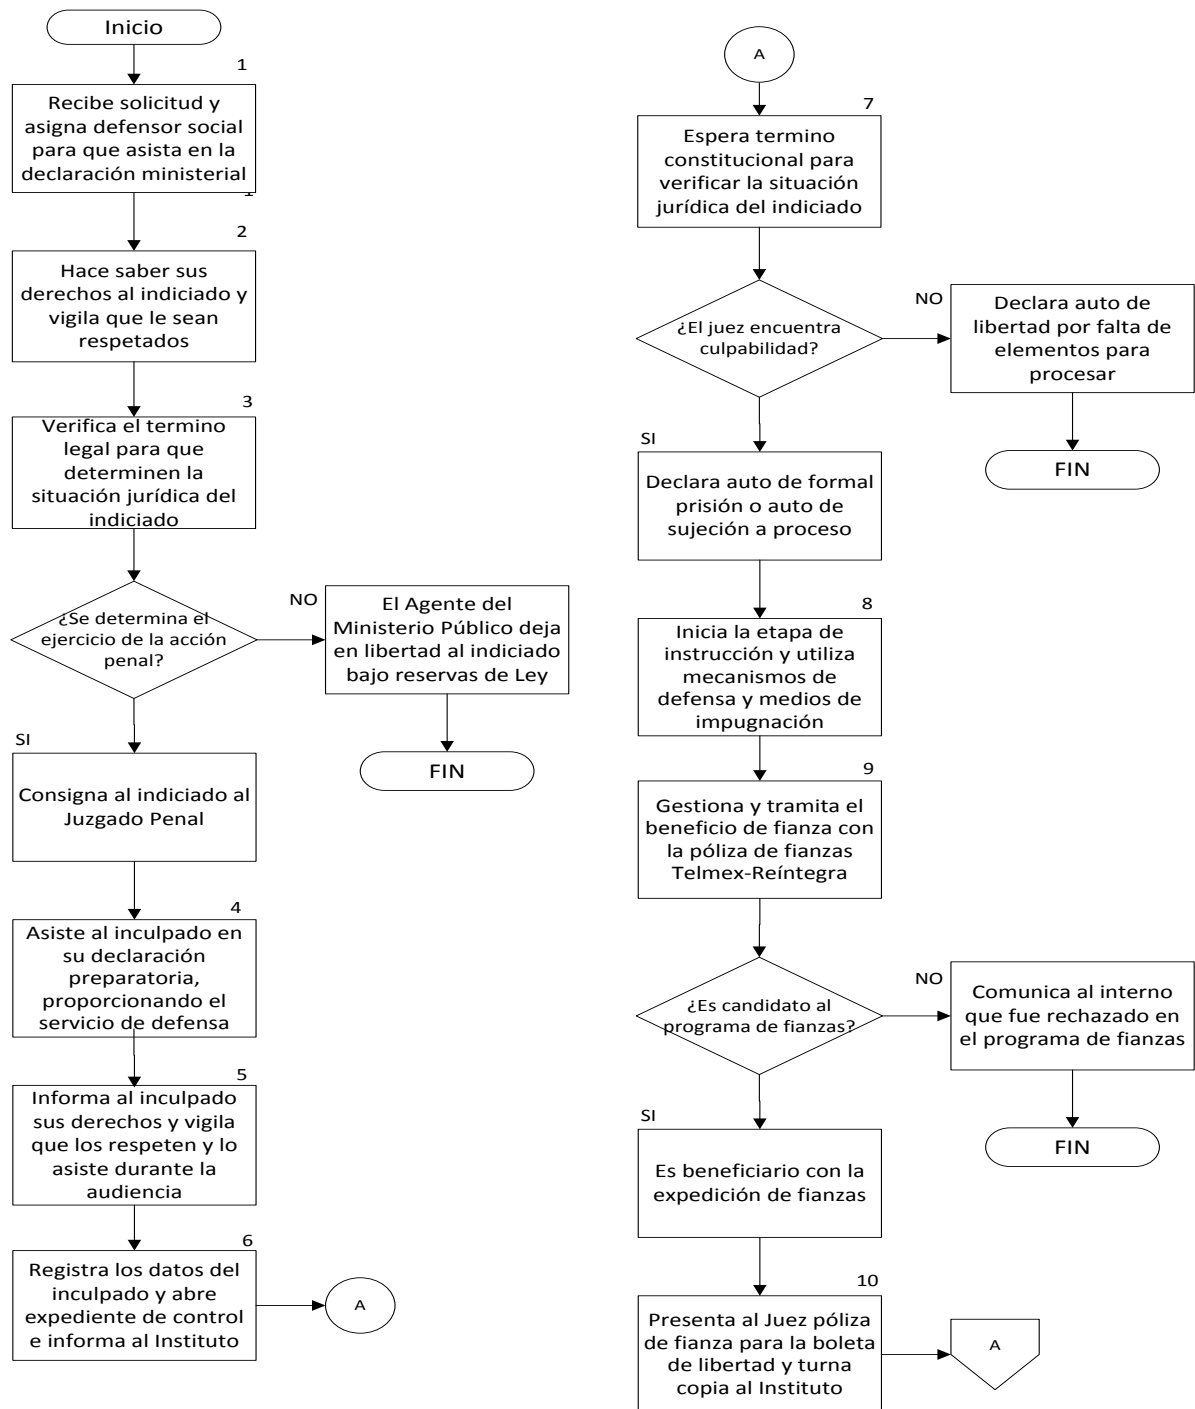 Inicio
1
Recibe solicitud y
asigna defensor social
para que asista en la
declaración ministerial
1
2
Hace saber sus
derechos al indiciado y
vigila que le sean
respetados
3
Verifica el termino
legal para que
determinen la
situación jurídica del
indiciado
¿Se determina el
ejercicio de la acción
penal?
NO
El Agente del
Ministerio Público deja
en libertad al indiciado
bajo reservas de Ley
FIN
SI
Consigna al indiciado al
Juzgado Penal
4
Asiste al inculpado en
su declaración
preparatoria,
proporcionando el
servicio de defensa
5
Informa al inculpado
sus derechos y vigila
que los respeten y lo
asiste durante la
audiencia
6
Registra los datos del
inculpado y abre
expediente de control
e informa al Instituto
A
A
7
Espera termino
constitucional para
verificar la situación
jurídica del indiciado
¿El juez encuentra
culpabilidad?
NO
Declara auto de
libertad por falta de
elementos para
procesar
FIN
SI
Declara auto de formal
prisión o auto de
sujeción a proceso
8
Inicia la etapa de
instrucción y utiliza
mecanismos de
defensa y medios de
impugnación
9
Gestiona y tramita el
beneficio de fianza con
la póliza de fianzas
Telmex-Reíntegra
¿Es candidato al
programa de fianzas?
NO
Comunica al interno
que fue rechazado en
el programa de fianzas
FIN
SI
Es beneficiario con la
expedición de fianzas
10
Presenta al Juez póliza
de fianza para la boleta
de libertad y turna
copia al Instituto
A